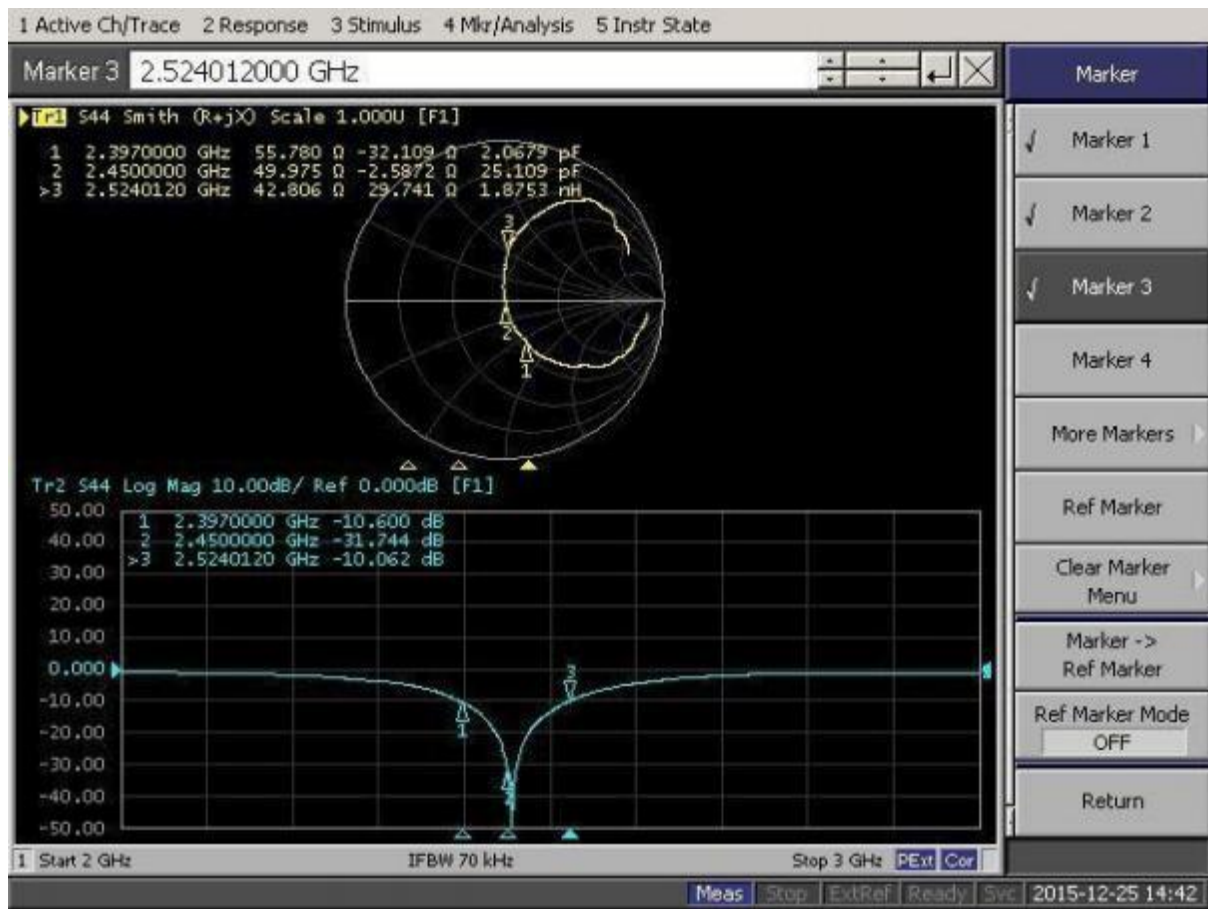 1 Active Ch/Trace 2 Response 3 Stimulus 4 Mkr/Analysis 5 Instr State
Marker 3 2.524012000 GHz
Marker
Tr1 S44 Smith (R+jX) Scale 1.000U [F1]
1 2.3970000 GHz 55.780 Ω -32.109 Ω 2.0679 pF
2 2.4500000 GHz 49.975 Ω -2.5872 Ω 25.109 pF
>3 2.5240120 GHz 42.806 Ω 29.741 Ω 1.8753 nH
3
2
1
Tr2 S44 Log Mag 10.00dB/ Ref 0.000dB [F1]
50.00
40.00
30.00
20.00
10.00
0.000
-10.00
-20.00
-30.00
-40.00
-50.00
1 2.3970000 GHz -10.600 dB
2 2.4500000 GHz -31.744 dB
>3 2.5240120 GHz -10.062 dB
3
1
2
1 Start 2 GHz IFBW 70 kHz Stop 3 GHz PExt Cor
Marker 1
Marker 2
Marker 3
Marker 4
More Markers
Ref Marker
Clear Marker
Menu
Marker ->
Ref Marker
Ref Marker Mode
OFF
Return
Meas Stop ExtRef Ready Svc 2015-12-25 14:42